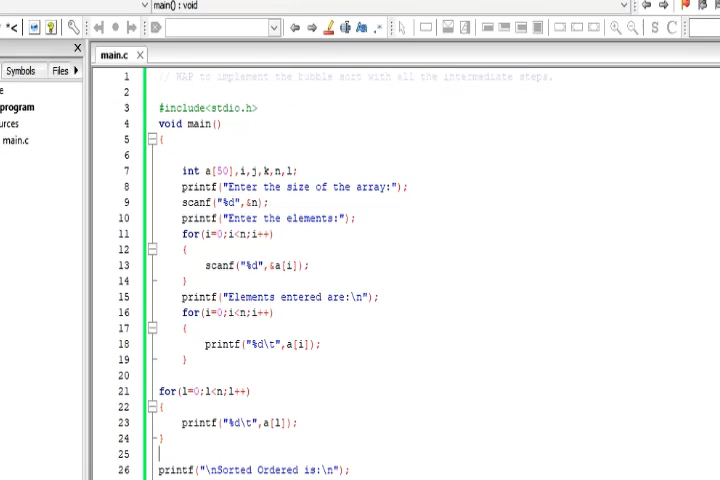 main() : void
*<
S C
main.c X
Symbols Files
program
main.c
1 // WAP to implement the bubble sort with all the intermediate steps.
2
3 #include<stdio.h>
4 void main()
5 {
6
7 int a[50],i,j,k,n,l;
8 printf("Enter the size of the array:");
9 scanf("%d",&n);
10 printf("Enter the elements:");
11 for(i=0;i<n;i++)
12 {
13 scanf("%d",&a[i]);
14 }
15 printf("Elements entered are:\n");
16 for(i=0;i<n;i++)
17 {
18 printf("%d\t",a[i]);
19 }
20
21 for(l=0;l<n;l++)
22 {
23 printf("%d\t",a[l]);
24 }
25
26 printf("\nSorted Ordered is:\n");